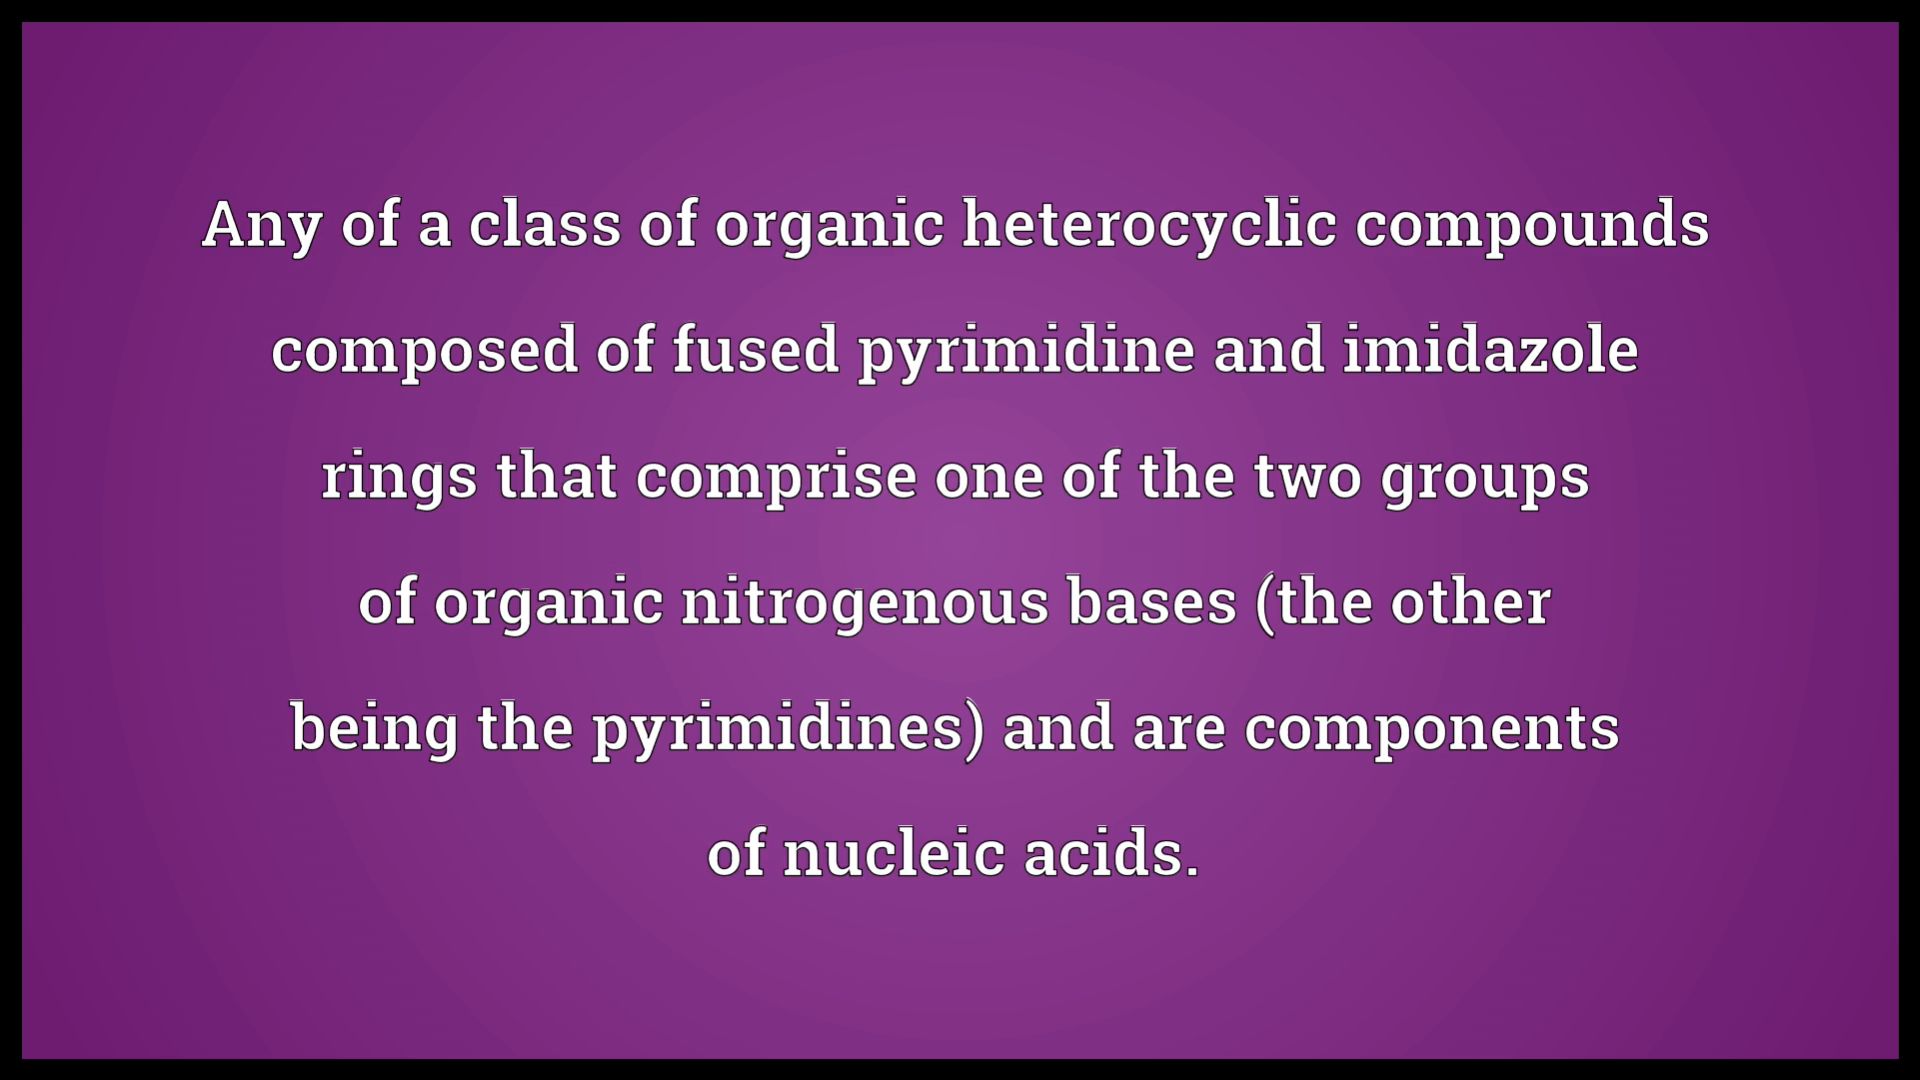 Any of a class of organic heterocyclic compounds
composed of fused pyrimidine and imidazole
rings that comprise one of the two groups
of organic nitrogenous bases (the other
being the pyrimidines) and are components
of nucleic acids.